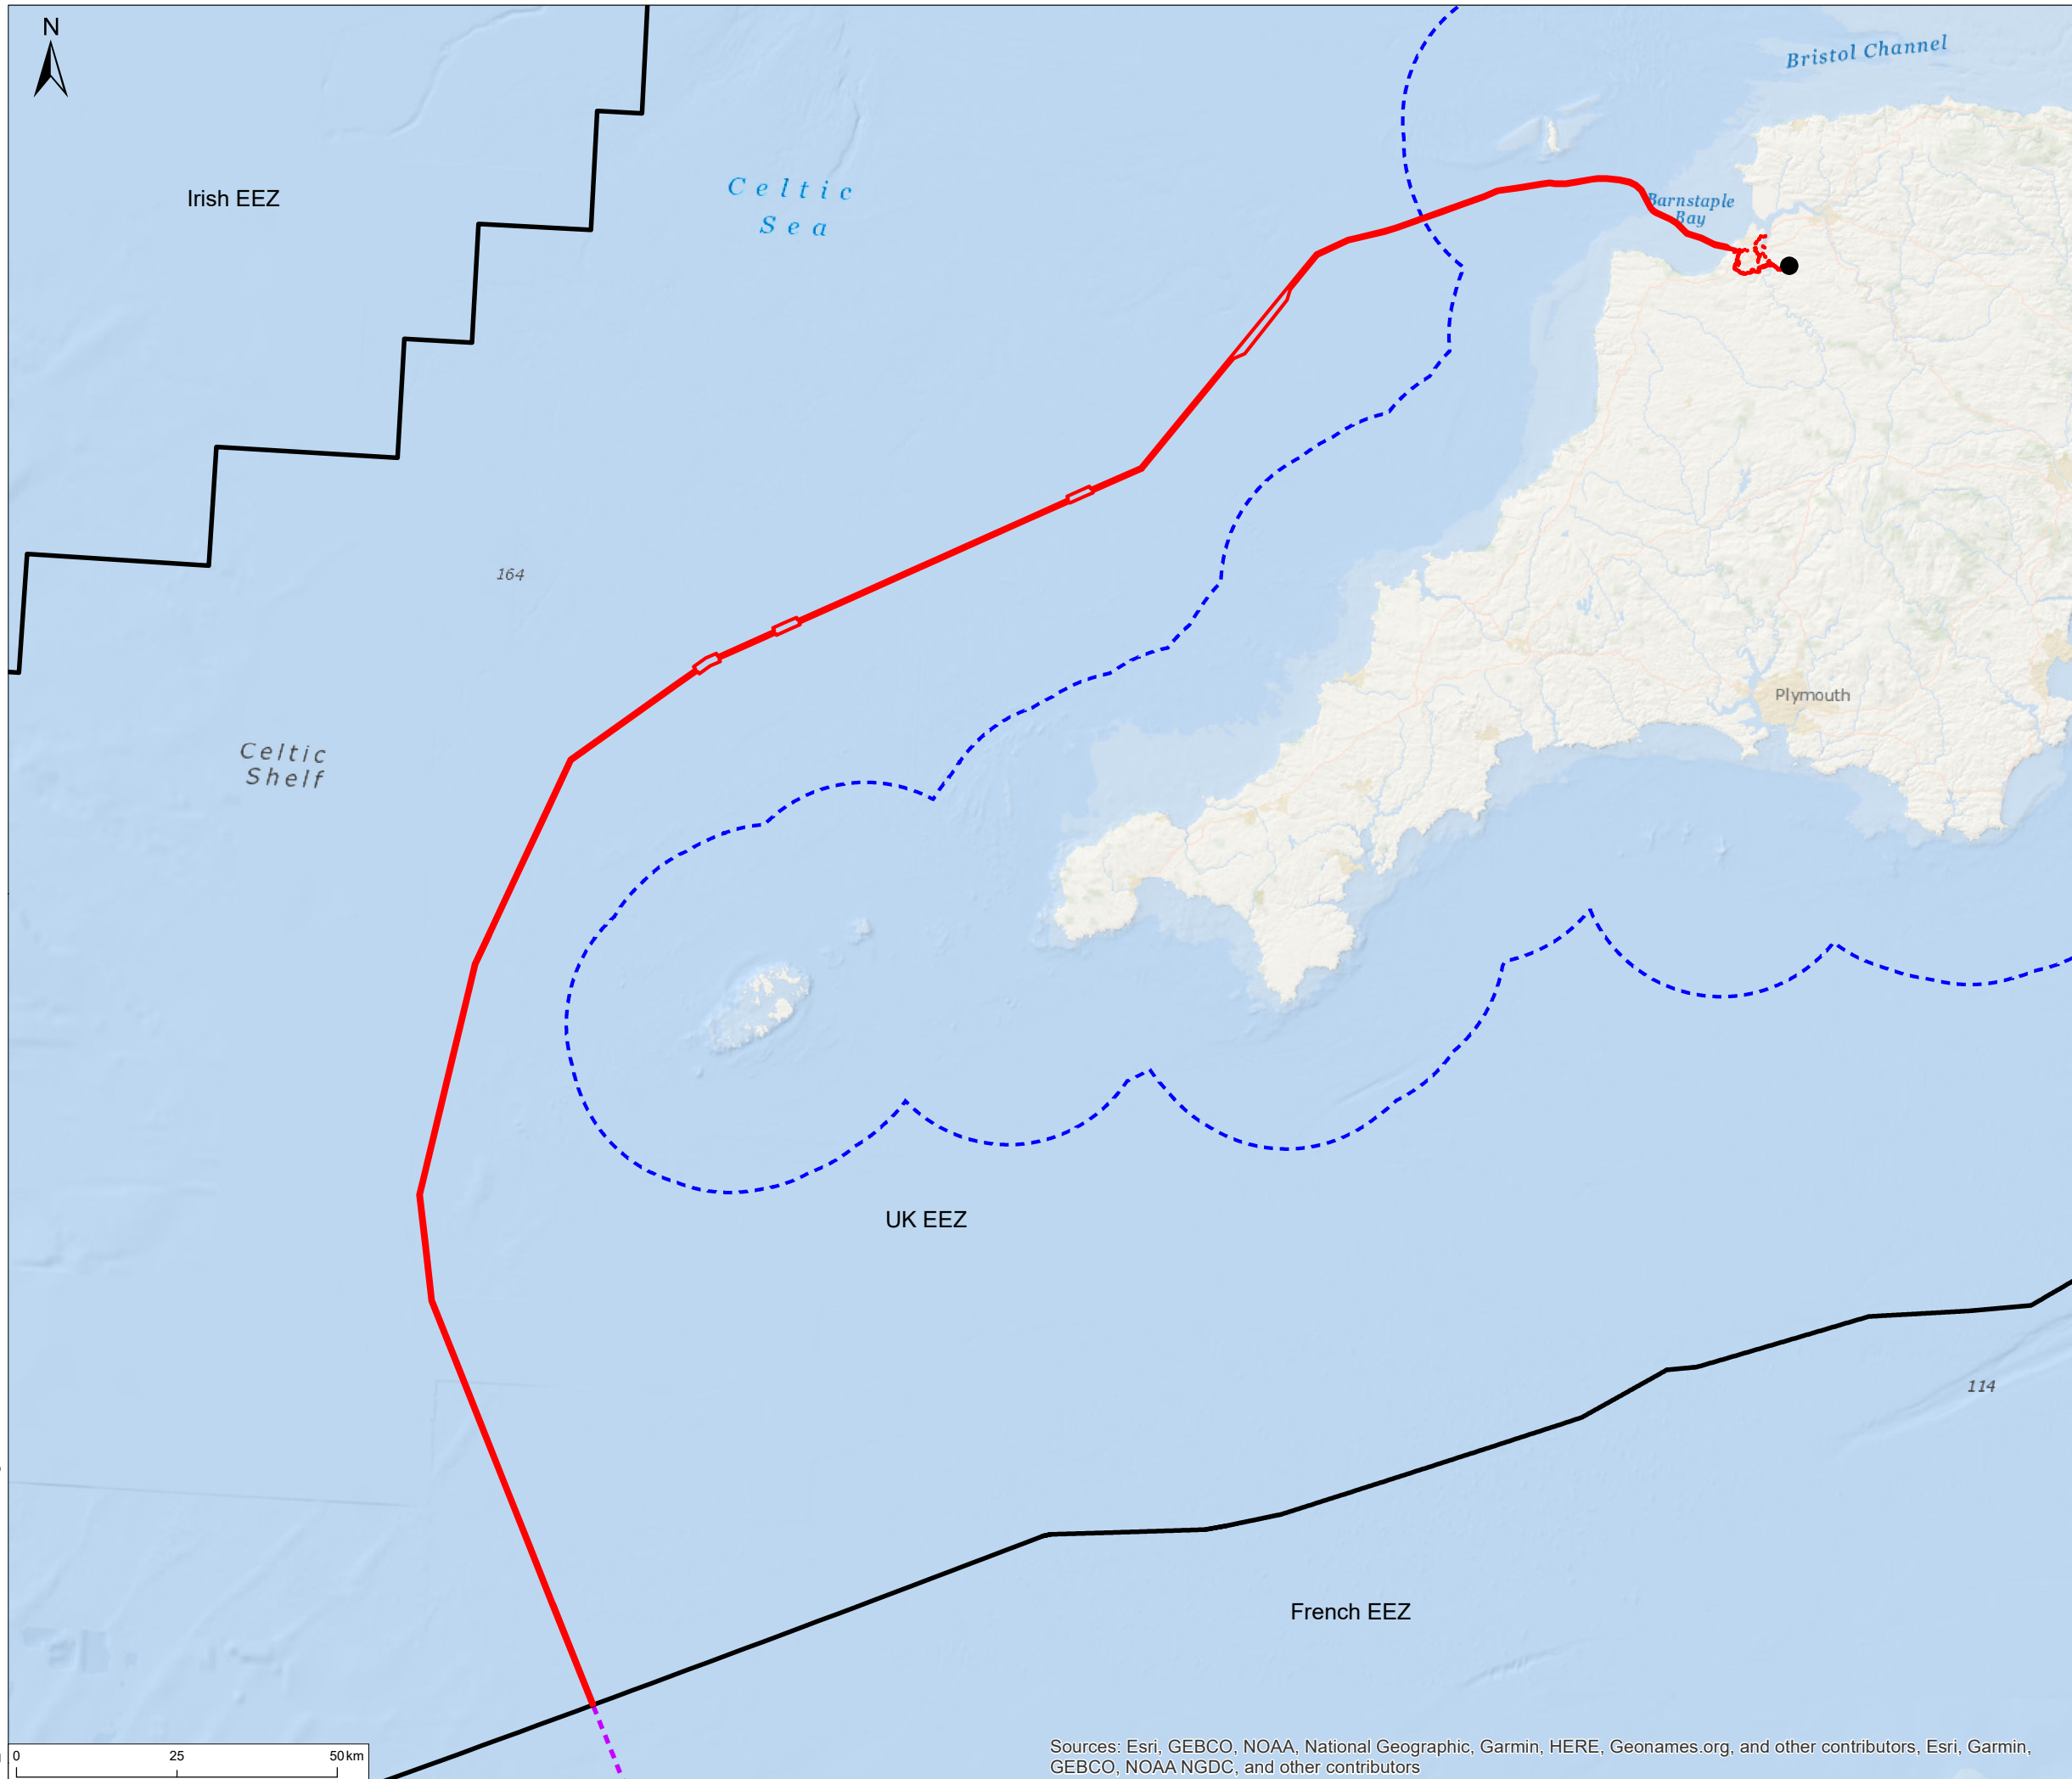 N
Bristol Channel
Irish EEZ
Celtic
Sea
Barnstaple
Bay
164
Plymouth
Celtic
Shelf
UK EEZ
114
French EEZ
0 25 50km
Sources: Esri, GEBCO, NOAA, National Geographic, Garmin, HERE, Geonames.org, and other contributors, Esri, Garmin,
GEBCO, NOAA NGDC, and other contributors